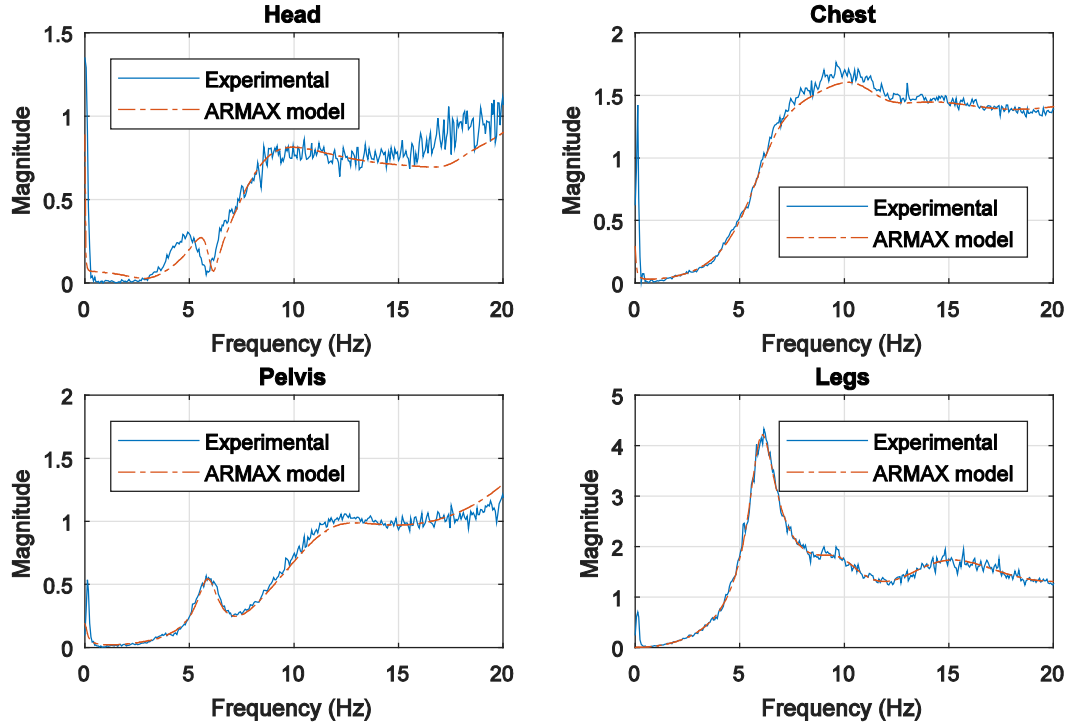 Head
1.5
1
0.5
0
Magnitude
Experimental
ARMAX model
0 5 10 15 20
Frequency (Hz)
Chest
2
1.5
1
0.5
0
Magnitude
Experimental
ARMAX model
0 5 10 15 20
Frequency (Hz)
Pelvis
2
1.5
1
0.5
0
Magnitude
Experimental
ARMAX model
0 5 10 15 20
Frequency (Hz)
Legs
5
4
3
2
1
0
Magnitude
Experimental
ARMAX model
0 5 10 15 20
Frequency (Hz)